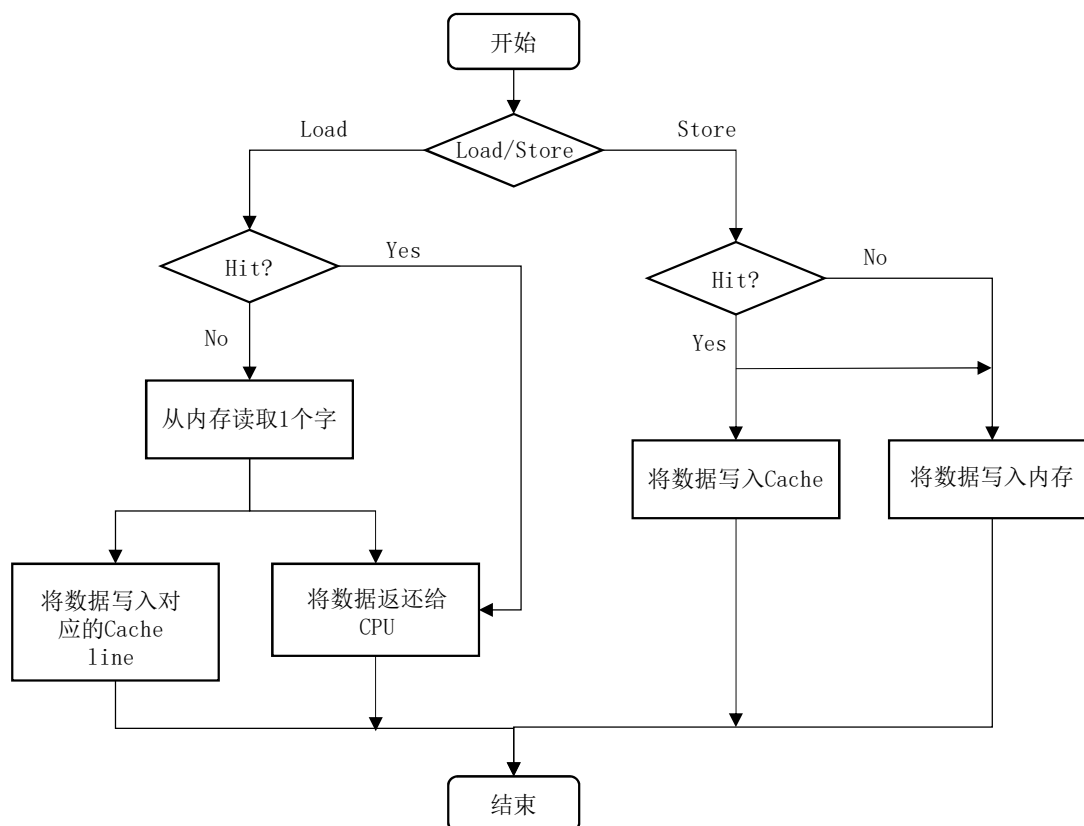 开始
Load
Store
Load/Store
Yes
Hit?
No
Hit?
No
Yes
从内存读取1个字
将数据写入Cache
将数据写入内存
将数据写入对
应的Cache
line
将数据返还给
CPU
结束